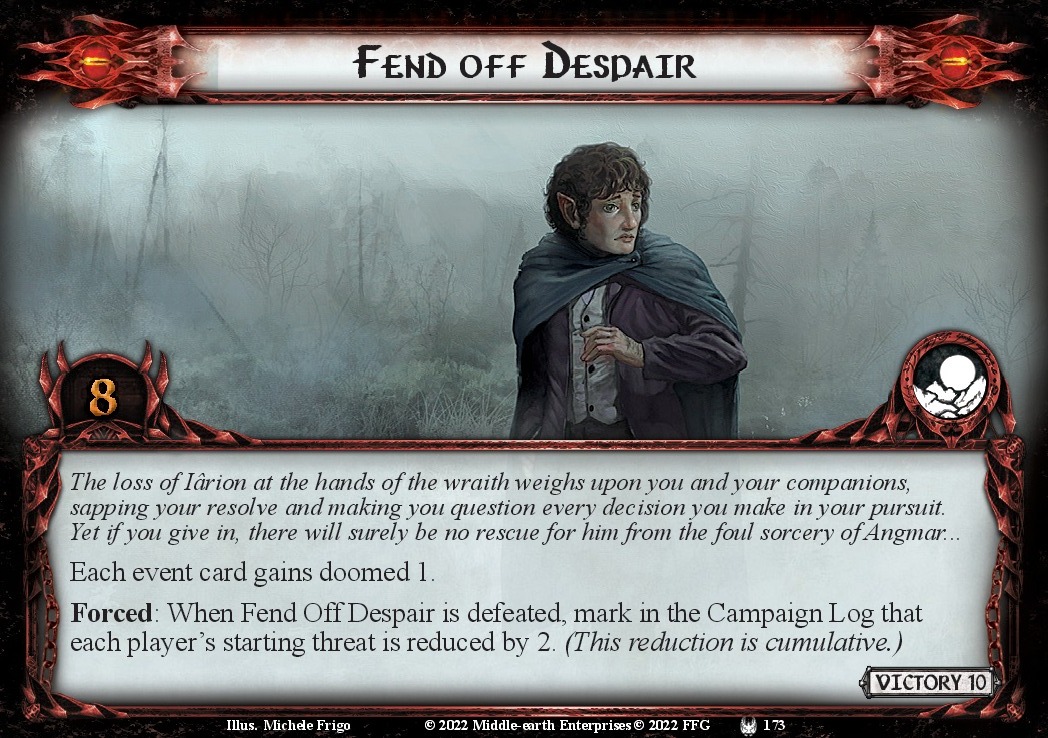 Fend off Despair
8
The loss of Iârion at the hands of the wraith weighs upon you and your companions,
sapping your resolve and making you question every decision you make in your pursuit.
Yet if you give in, there will surely be no rescue for him from the foul sorcery of Angmar...
Each event card gains doomed 1.
Forced: When Fend Off Despair is defeated, mark in the Campaign Log that
each player’s starting threat is reduced by 2. (This reduction is cumulative.)
VICTORY 10
Illus. Michele Frigo © 2022 Middle-earth Enterprises © 2022 FFG 173